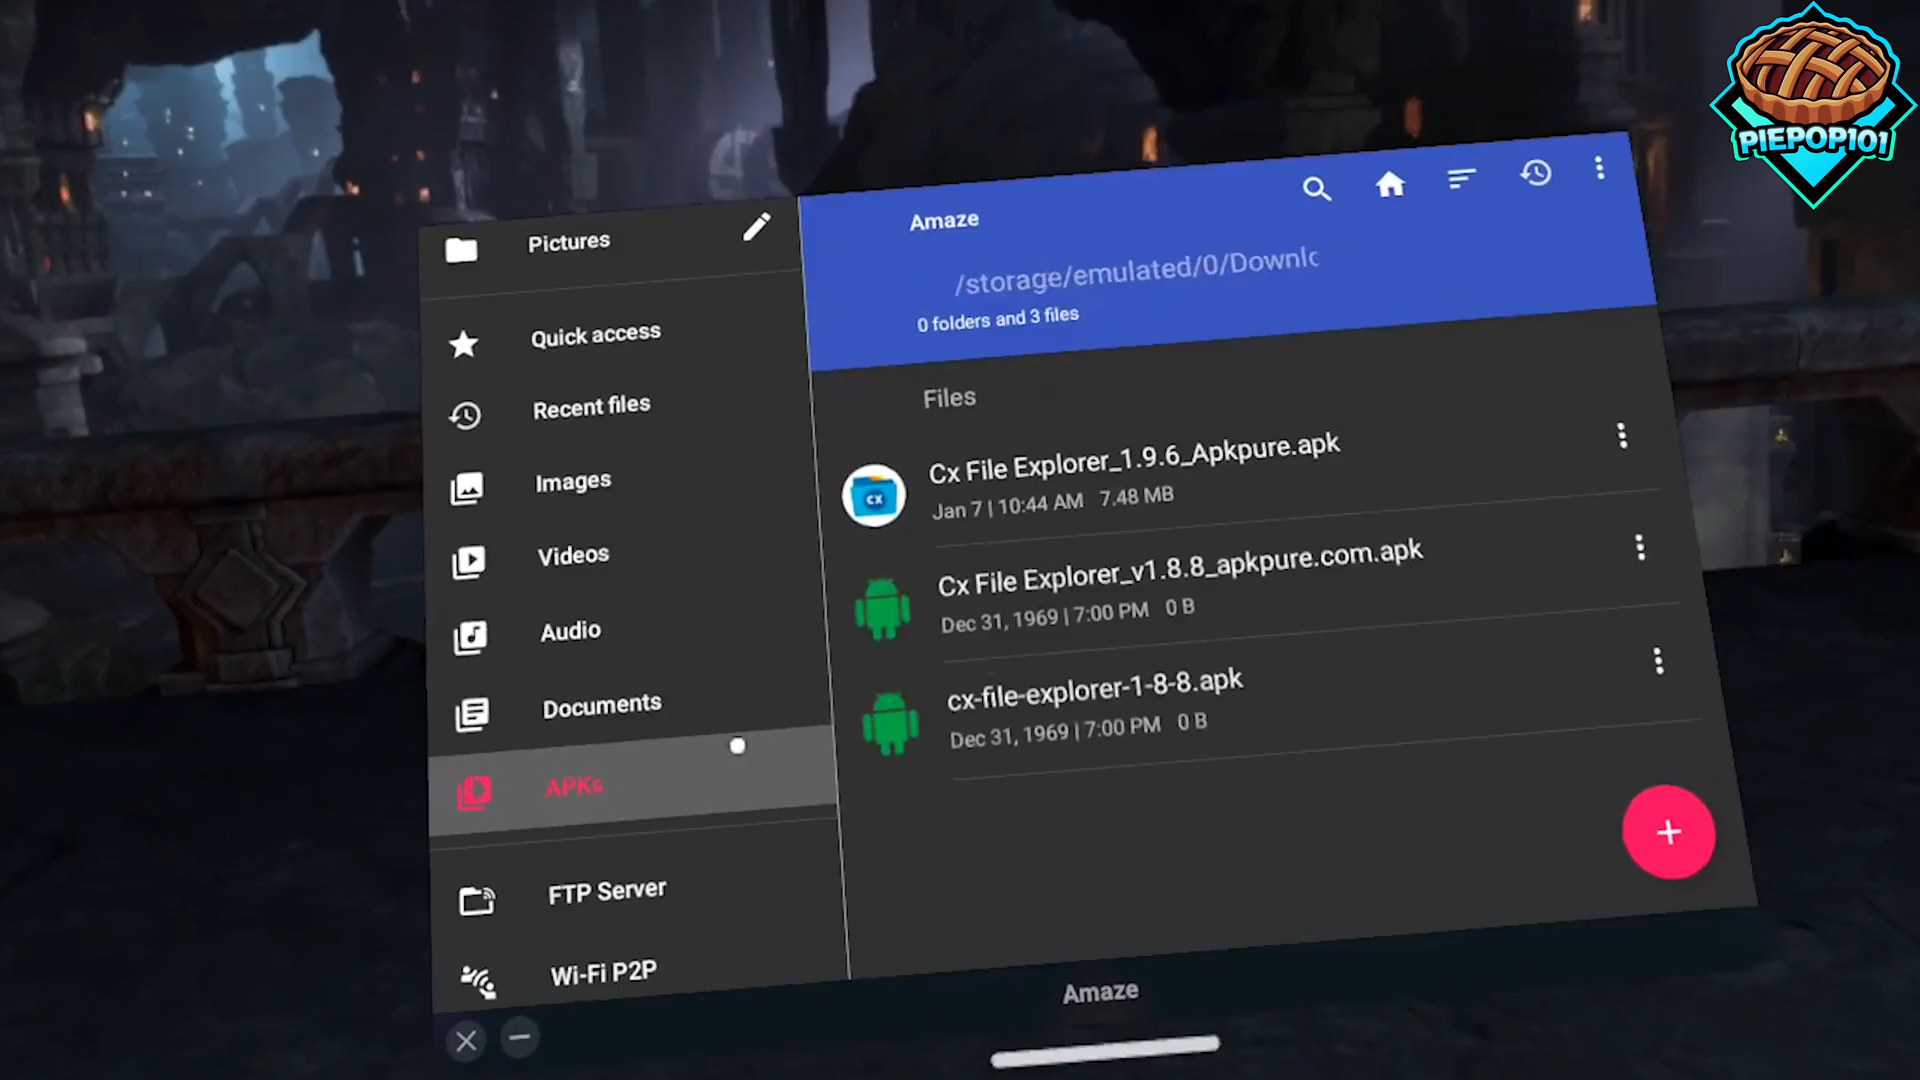 PIEPOP101
Pictures
Quick access
Recent files
Images
Videos
Audio
Documents
APKs
FTP Server
Wi-Fi P2P
Amaze
/storage/emulated/0/Downlo
0 folders and 3 files
Files
Cx File Explorer_1.9.6_Apkpure.apk
Jan 7 | 10:44 AM 7.48 MB
Cx File Explorer_v1.8.8_apkpure.com.apk
Dec 31, 1969 | 7:00 PM 0 B
cx-file-explorer-1-8-8.apk
Dec 31, 1969 | 7:00 PM 0 B
Amaze